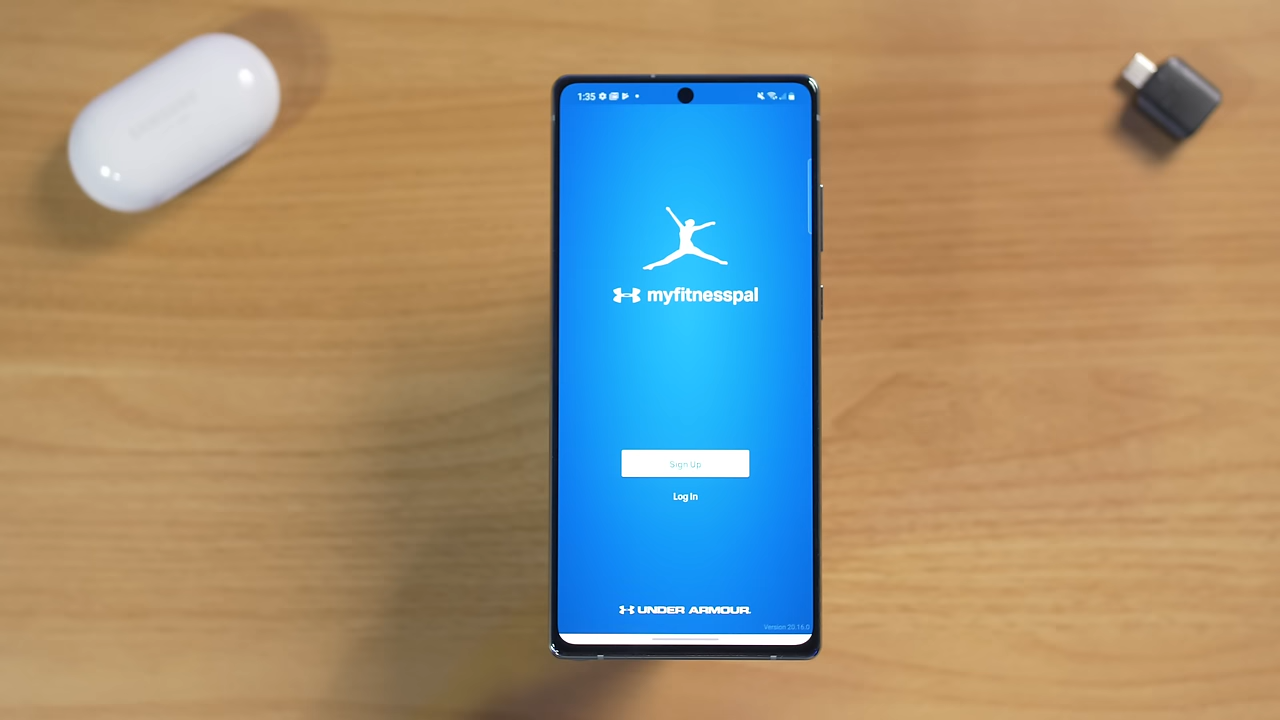 1:35
myfitnesspal
Sign Up
Log In
UNDER ARMOUR.
Version 20.16.0